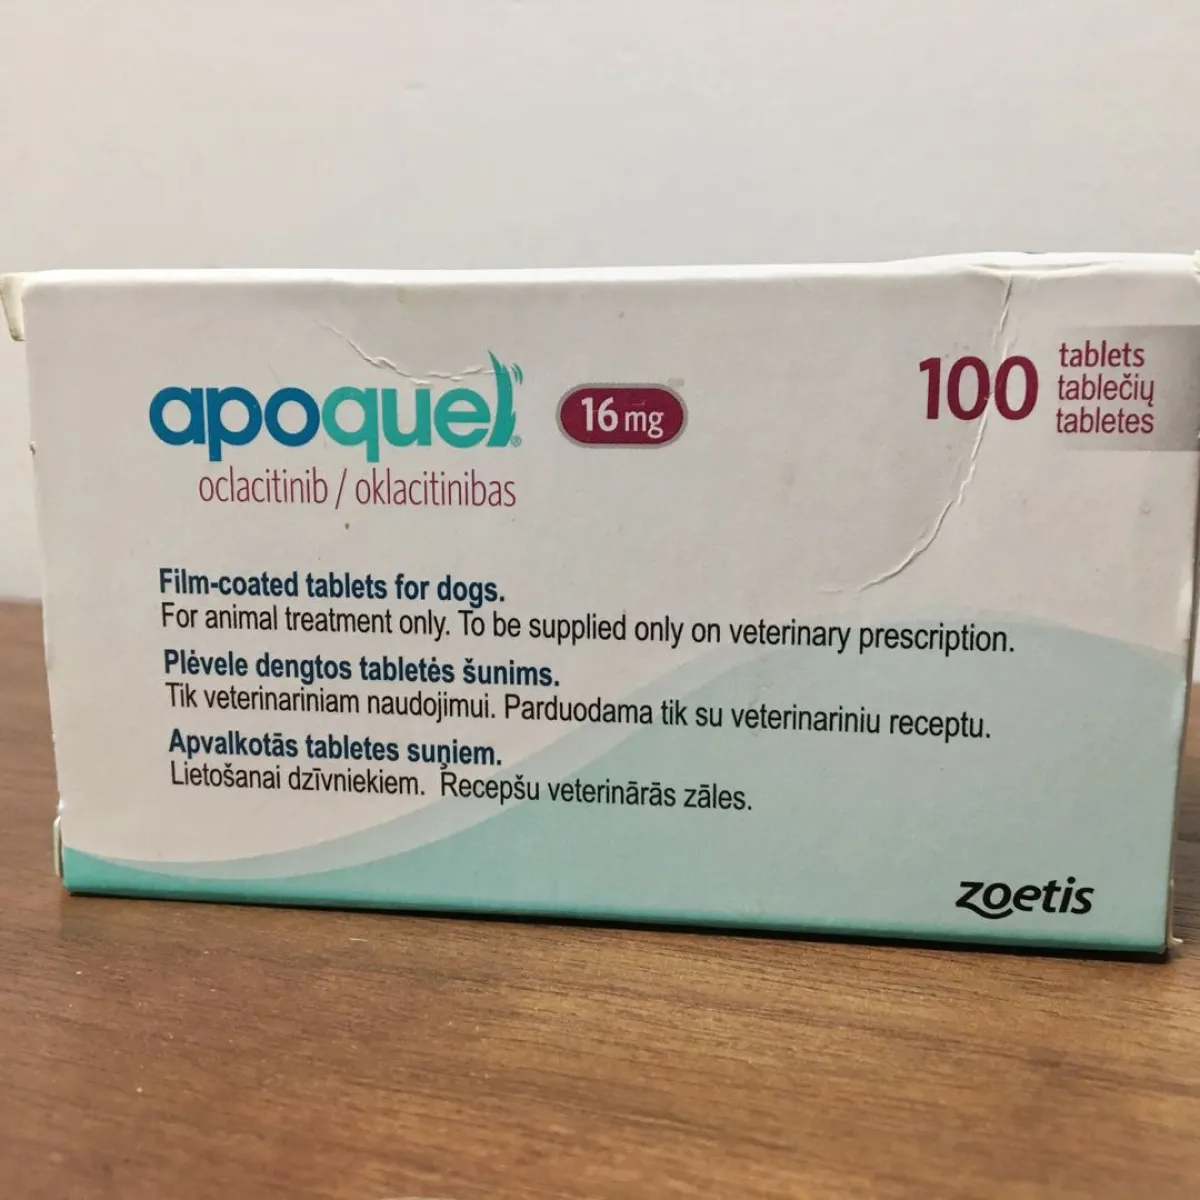 apoquel®
16 mg
100
tablets
tablečių
tabletes
oclacitinib / oklacitinibas
Film-coated tablets for dogs.
For animal treatment only. To be supplied only on veterinary prescription.
Plėvele dengtos tabletės šunims.
Tik veterinariniam naudojimui. Parduodama tik su veterinariniu receptu.
Apvalkotās tabletes suņiem.
Lietošanai dzīvniekiem. Recepšu veterinārās zāles.
zoetis